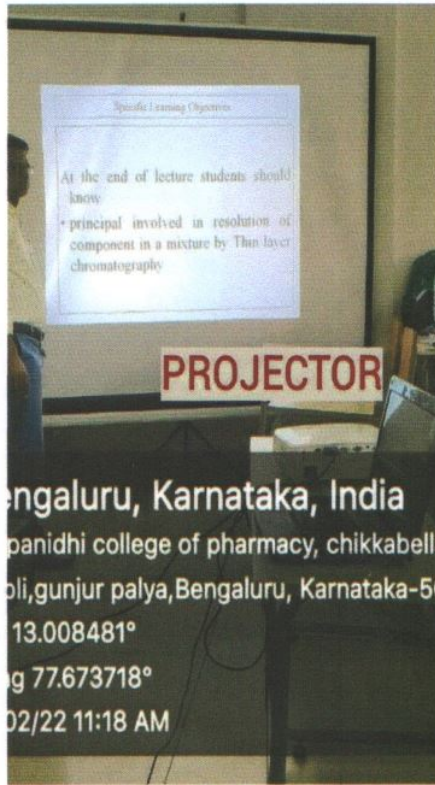 Specific Learning Objectives
At the end of lecture students should
know
• principal involved in resolution of
component in a mixture by Thin layer
chromatography
PROJECTOR
engaluru, Karnataka, India
panidhi college of pharmacy, chikkabell
oli,gunjur palya,Bengaluru, Karnataka-5
13.008481°
g 77.673718°
02/22 11:18 AM